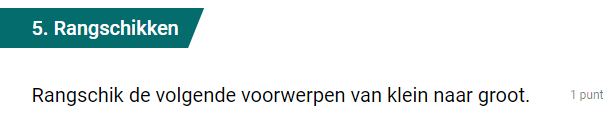 5. Rangschikken
Rangschik de volgende voorwerpen van klein naar groot. 1 punt